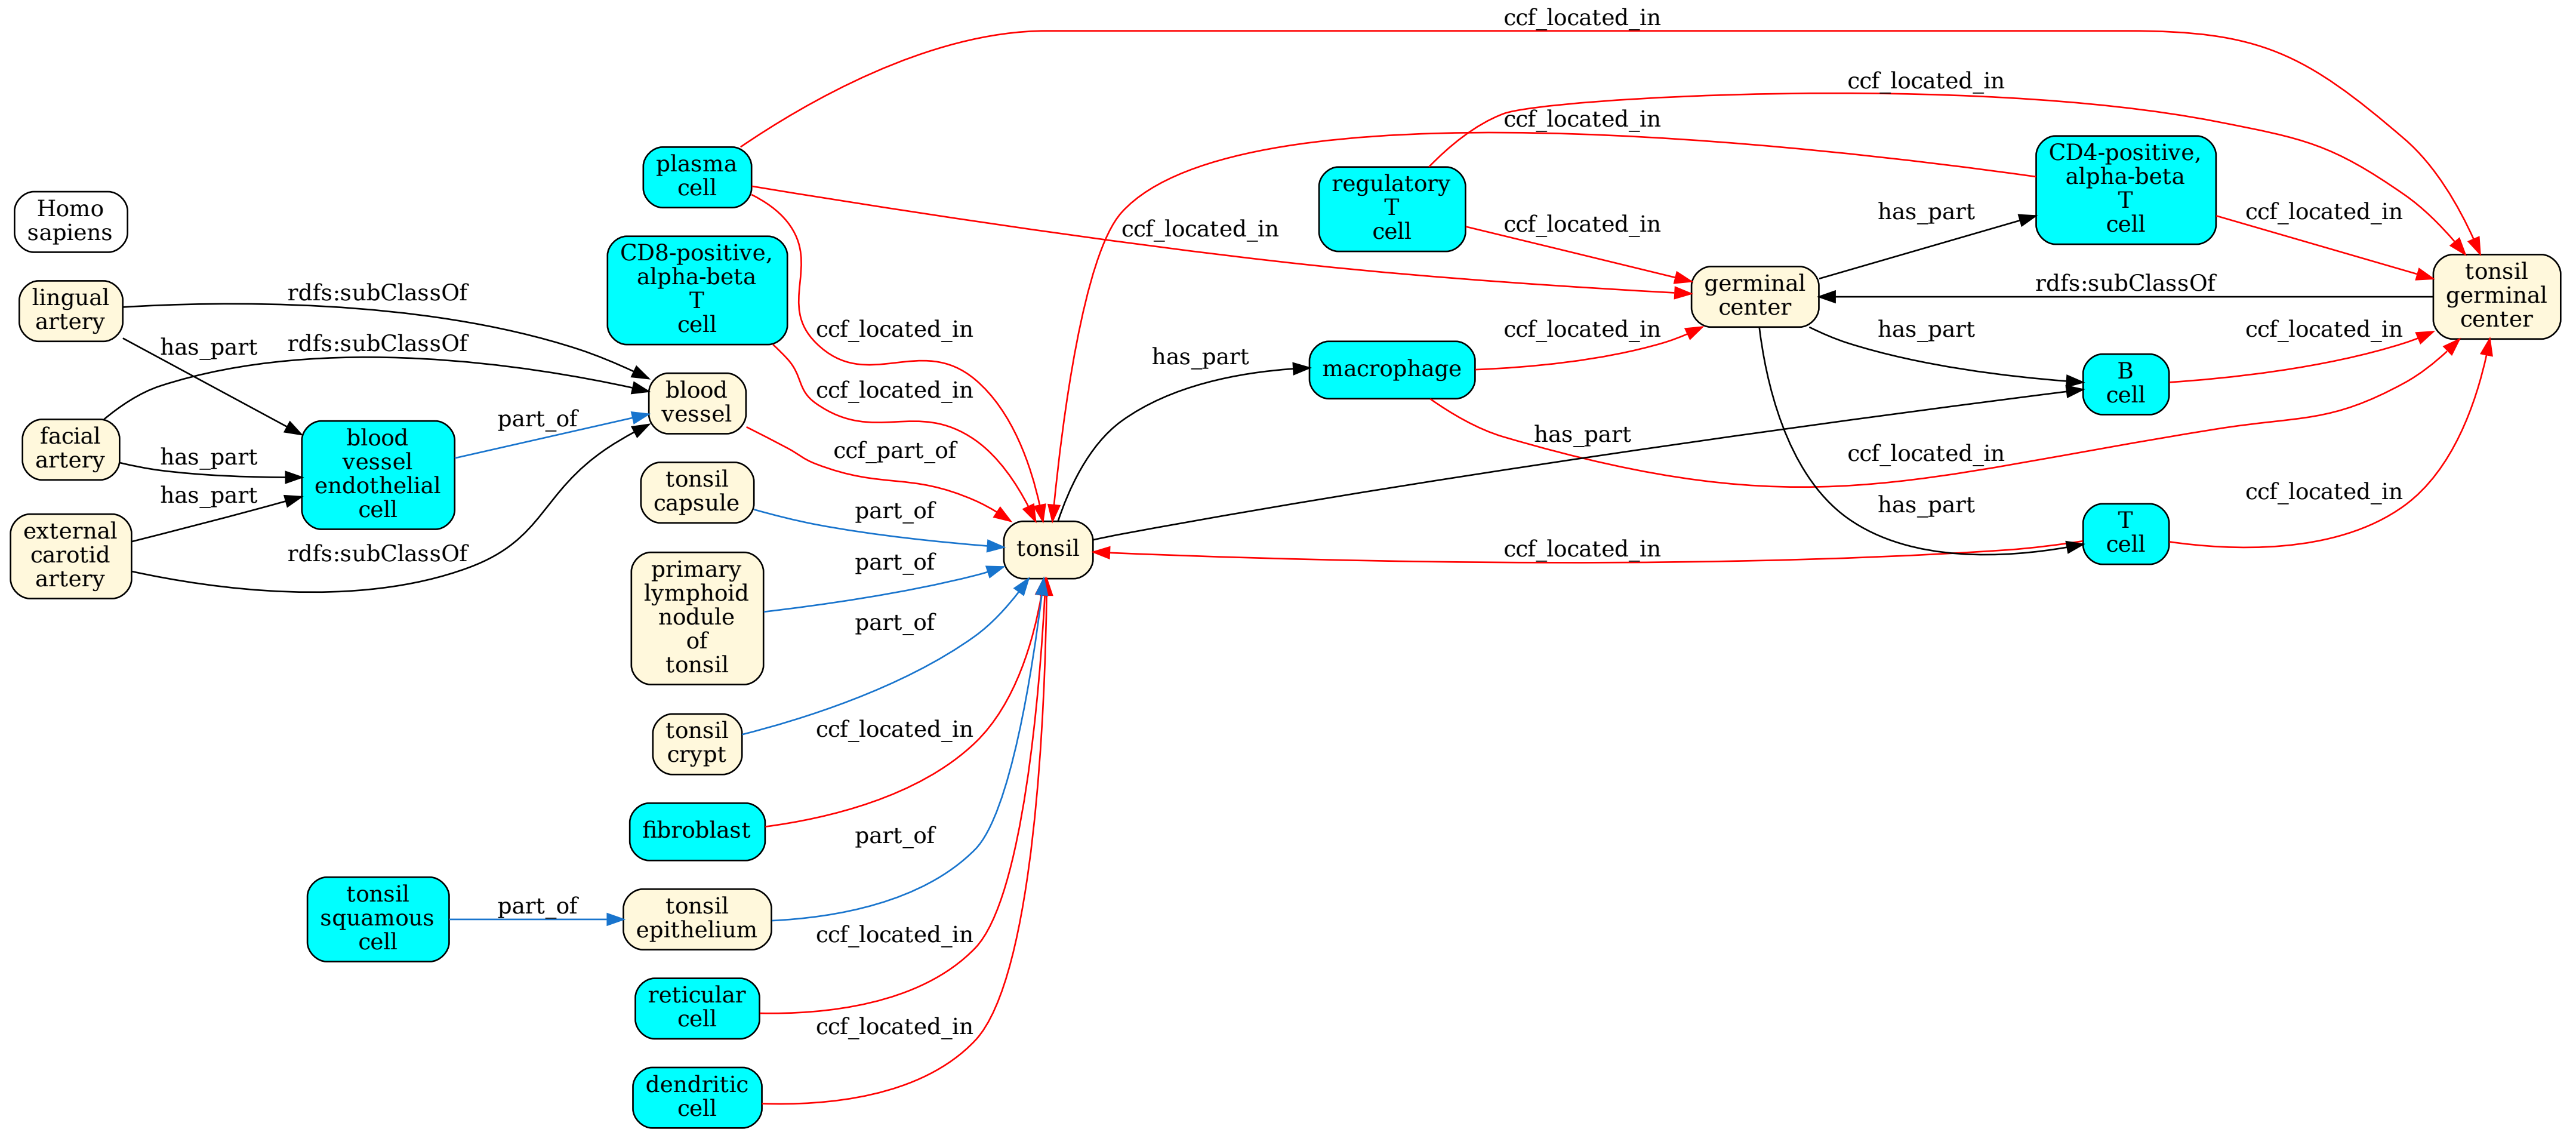 ccf_located_in
ccf_located_in
ccf_located_in
plasma
cell
regulatory
T
cell
CD4-positive,
alpha-beta
T
cell
Homo
sapiens
ccf_located_in
ccf_located_in
has_part
ccf_located_in
CD8-positive,
alpha-beta
T
cell
lingual
artery
rdfs:subClassOf
germinal
center
rdfs:subClassOf
tonsil
germinal
center
has_part
rdfs:subClassOf
ccf_located_in
has_part
macrophage
ccf_located_in
has_part
B
cell
ccf_located_in
blood
vessel
ccf_located_in
facial
artery
has_part
has_part
blood
vessel
endothelial
cell
part_of
ccf_part_of
has_part
ccf_located_in
tonsil
capsule
part_of
external
carotid
artery
rdfs:subClassOf
tonsil
has_part
ccf_located_in
T
cell
ccf_located_in
primary
lymphoid
nodule
of
tonsil
part_of
part_of
tonsil
crypt
ccf_located_in
fibroblast
part_of
tonsil
squamous
cell
part_of
tonsil
epithelium
ccf_located_in
reticular
cell
ccf_located_in
dendritic
cell